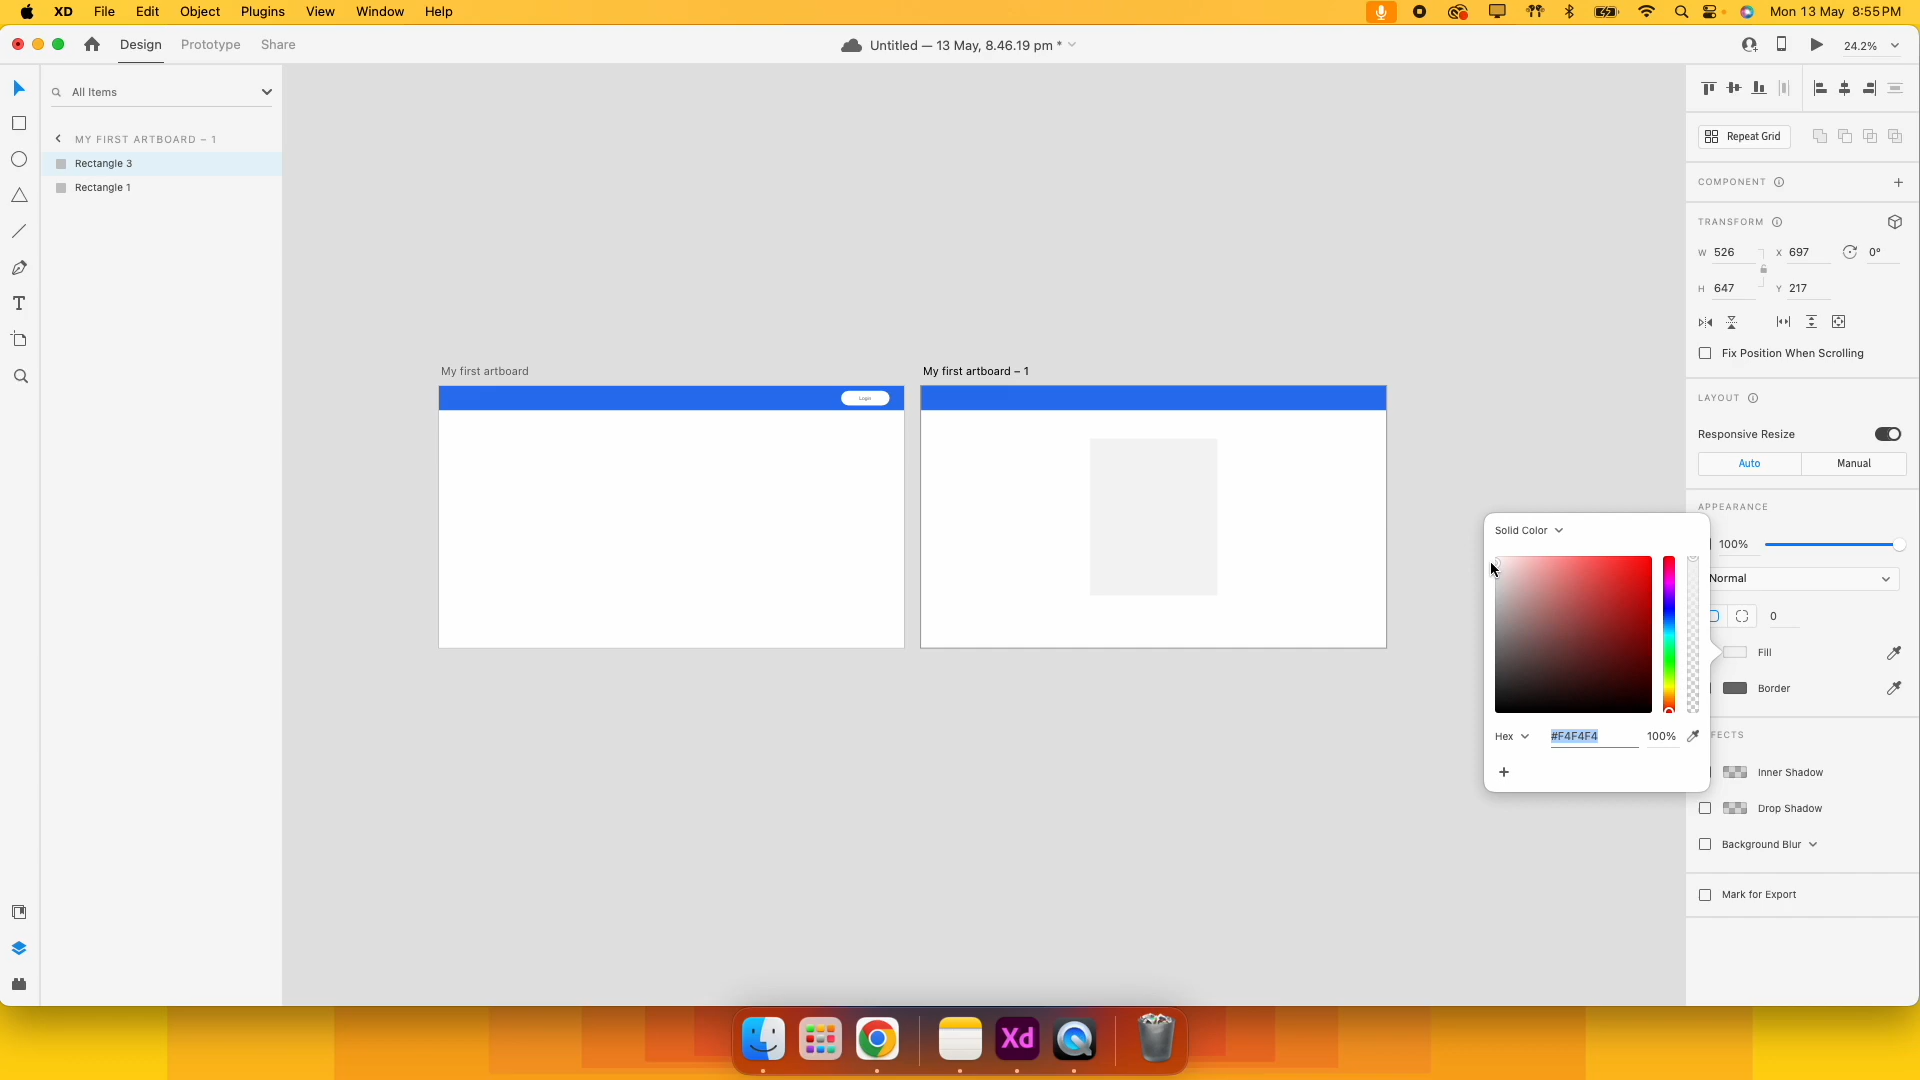 XD File Edit Object Plugins View Window Help
Mon 13 May 8:55 PM
Design Prototype Share
Untitled — 13 May, 8.46.19 pm *
24.2%
All Items
MY FIRST ARTBOARD – 1
Rectangle 3
Rectangle 1
My first artboard
My first artboard – 1
Login
Repeat Grid
COMPONENT
TRANSFORM
W 526 X 697 0°
H 647 Y 217
Fix Position When Scrolling
LAYOUT
Responsive Resize
Auto Manual
APPEARANCE
100%
Normal
0
Fill
Border
Inner Shadow
Drop Shadow
Background Blur
Mark for Export
Solid Color
Hex #F4F4F4 100%
Xd